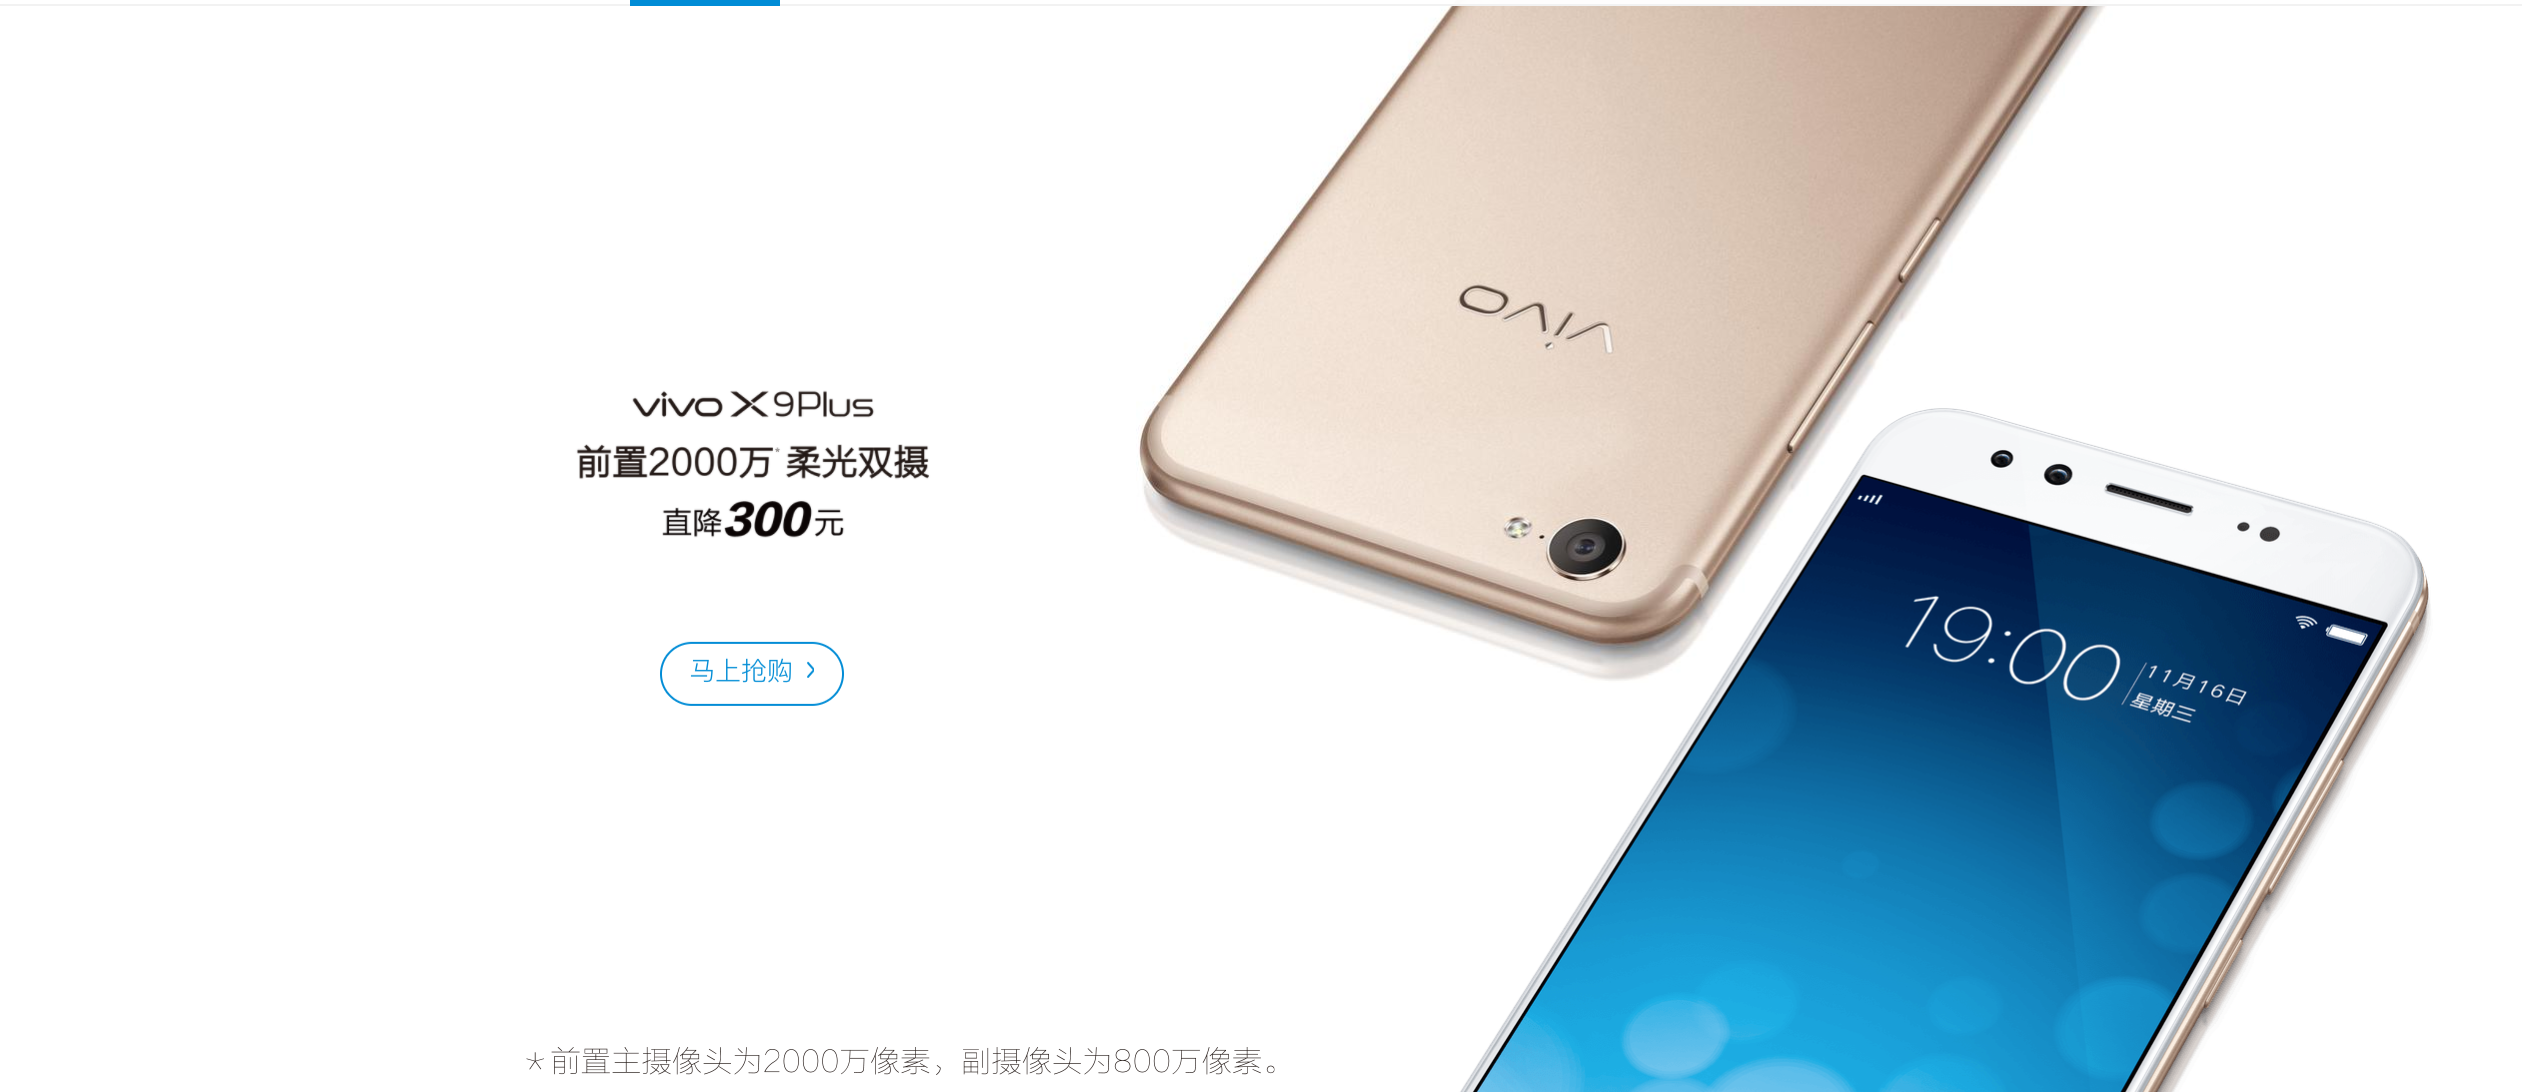 vivo X9Plus
前置2000万* 柔光双摄
直降300元
马上抢购 >
*前置主摄像头为2000万像素，副摄像头为800万像素。
vivo
19:00
11月16日
星期三